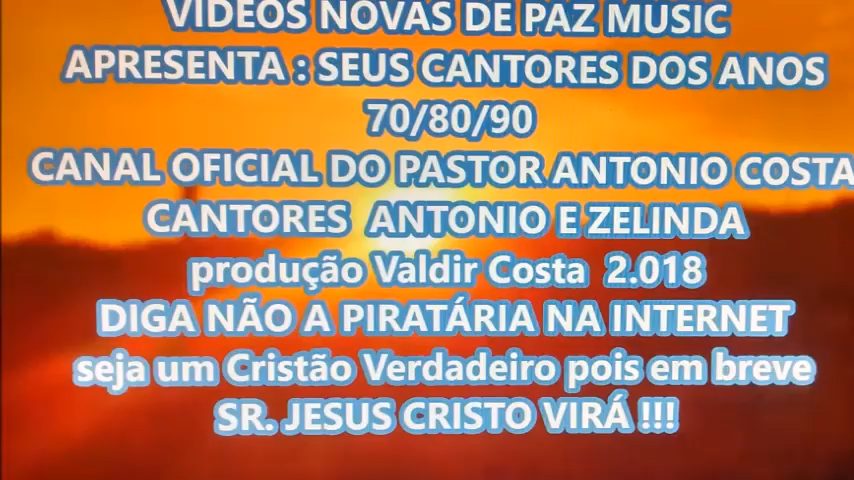 VIDEOS NOVAS DE PAZ MUSIC
APRESENTA : SEUS CANTORES DOS ANOS
70/80/90
CANAL OFICIAL DO PASTOR ANTONIO COSTA
CANTORES ANTONIO E ZELINDA
produção Valdir Costa 2.018
DIGA NÃO A PIRATÁRIA NA INTERNET
seja um Cristão Verdadeiro pois em breve
SR. JESUS CRISTO VIRÁ !!!